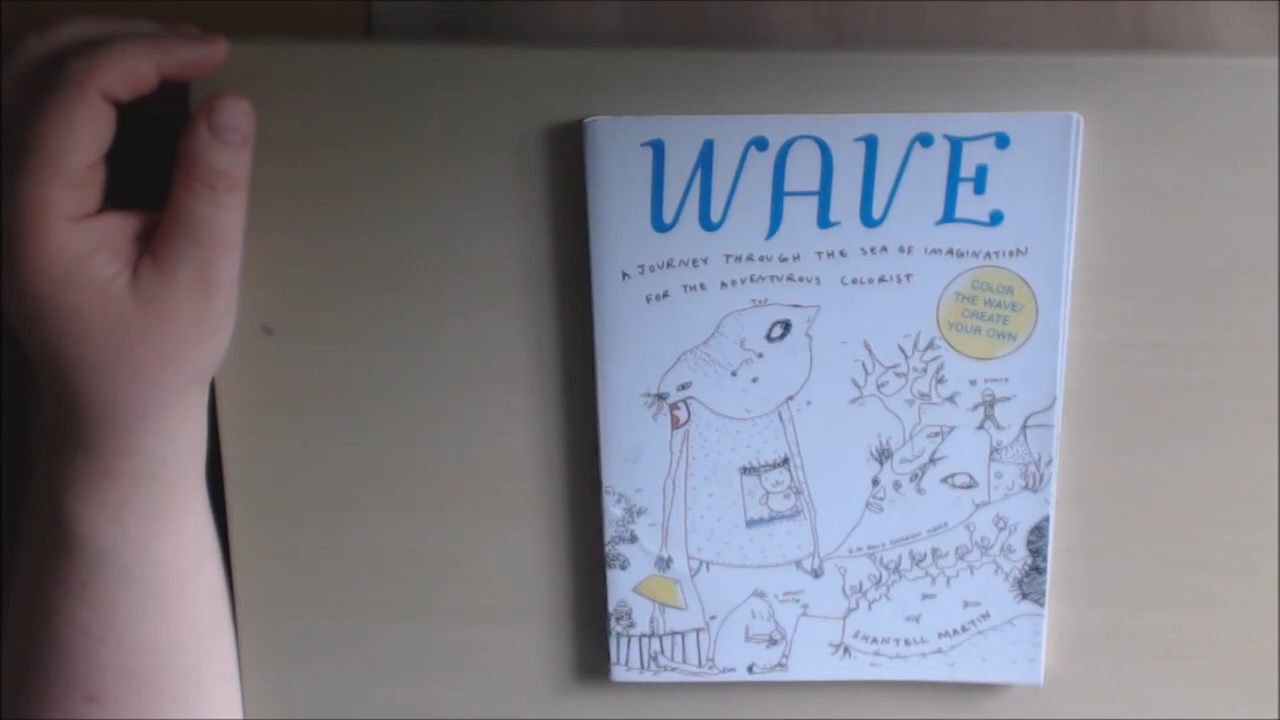 WAVE
A JOURNEY THROUGH THE SEA OF IMAGINATION
FOR THE ADVENTUROUS COLORIST
COLOR
THE WAVE/
CREATE
YOUR OWN
TOP
SHANTELL MARTIN